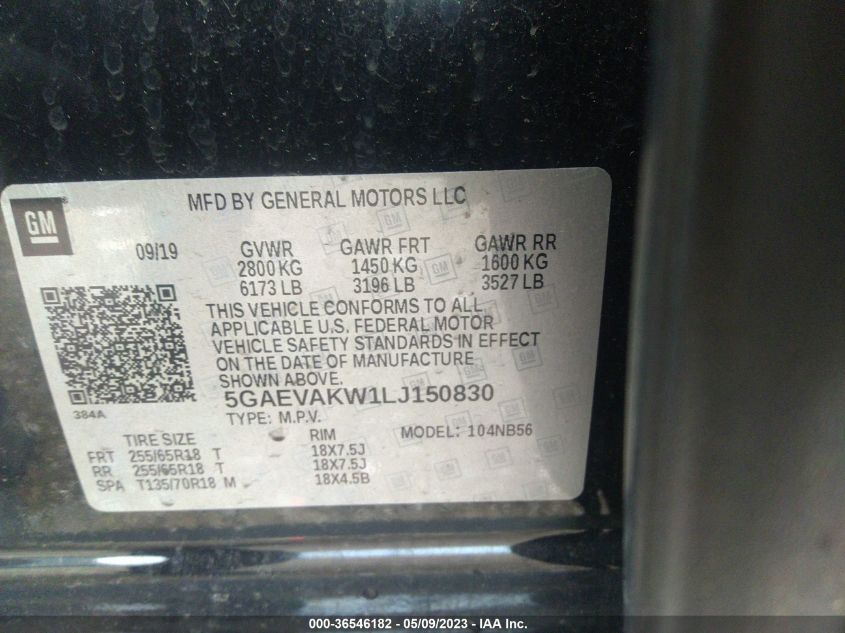 GM
MFD BY GENERAL MOTORS LLC
09/19 GVWR GAWR FRT GAWR RR
2800 KG 1450 KG 1600 KG
6173 LB 3196 LB 3527 LB
THIS VEHICLE CONFORMS TO ALL
APPLICABLE U.S. FEDERAL MOTOR
VEHICLE SAFETY STANDARDS IN EFFECT
ON THE DATE OF MANUFACTURE
SHOWN ABOVE.
384A
5GAEVAKW1LJ150830
TYPE: M.P.V.
TIRE SIZE RIM MODEL: 104NB56
FRT 255/65R18 T 18X7.5J
RR 255/65R18 T 18X7.5J
SPA T135/70R18 M 18X4.5B
000-36546182 - 05/09/2023 - IAA Inc.